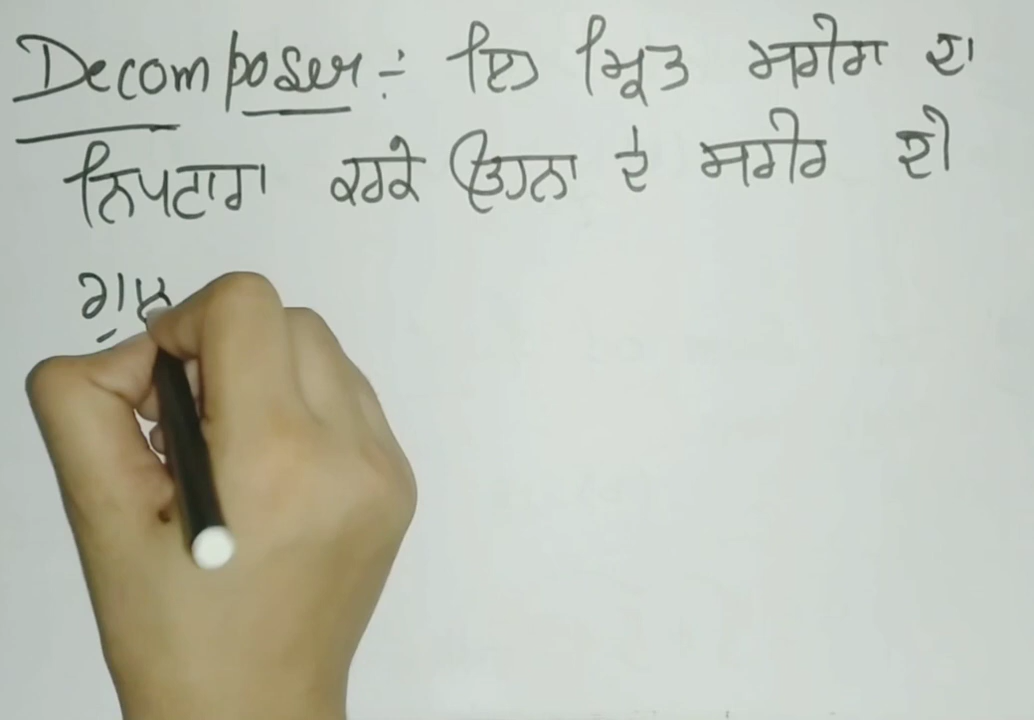 Decomposer :- ਇਹ ਮ੍ਰਿਤ ਸਰੀਰਾ ਦਾ
ਨਿਪਟਾਰਾ ਕਰਕੇ ਉਹਨਾ ਦੇ ਸਰੀਰ ਦੀ